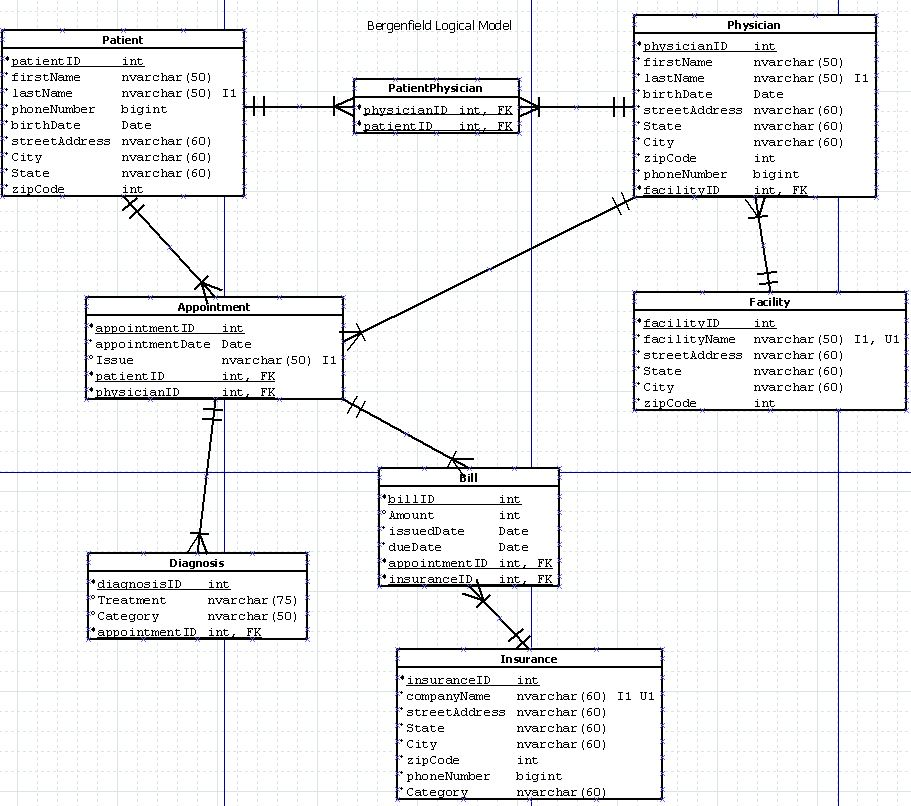 Bergenfield Logical Model
Patient
patientID int
firstName nvarchar(50)
lastName nvarchar(50) I1
phoneNumber bigint
birthDate Date
streetAddress nvarchar(60)
City nvarchar(60)
State nvarchar(60)
zipCode int
PatientPhysician
physicianID int, FK
patientID int, FK
Physician
physicianID int
firstName nvarchar(50)
lastName nvarchar(50) I1
birthDate Date
streetAddress nvarchar(60)
State nvarchar(60)
City nvarchar(60)
zipCode int
phoneNumber bigint
facilityID int, FK
Appointment
appointmentID int
appointmentDate Date
Issue nvarchar(50) I1
patientID int, FK
physicianID int, FK
Facility
facilityID int
facilityName nvarchar(50) I1, U1
streetAddress nvarchar(60)
State nvarchar(60)
City nvarchar(60)
zipCode int
Bill
billID int
Amount int
issuedDate Date
dueDate Date
appointmentID int, FK
insuranceID int, FK
Diagnosis
diagnosisID int
Treatment nvarchar(75)
Category nvarchar(50)
appointmentID int, FK
Insurance
insuranceID int
companyName nvarchar(60) I1 U1
streetAddress nvarchar(60)
State nvarchar(60)
City nvarchar(60)
zipCode int
phoneNumber bigint
Category nvarchar(60)